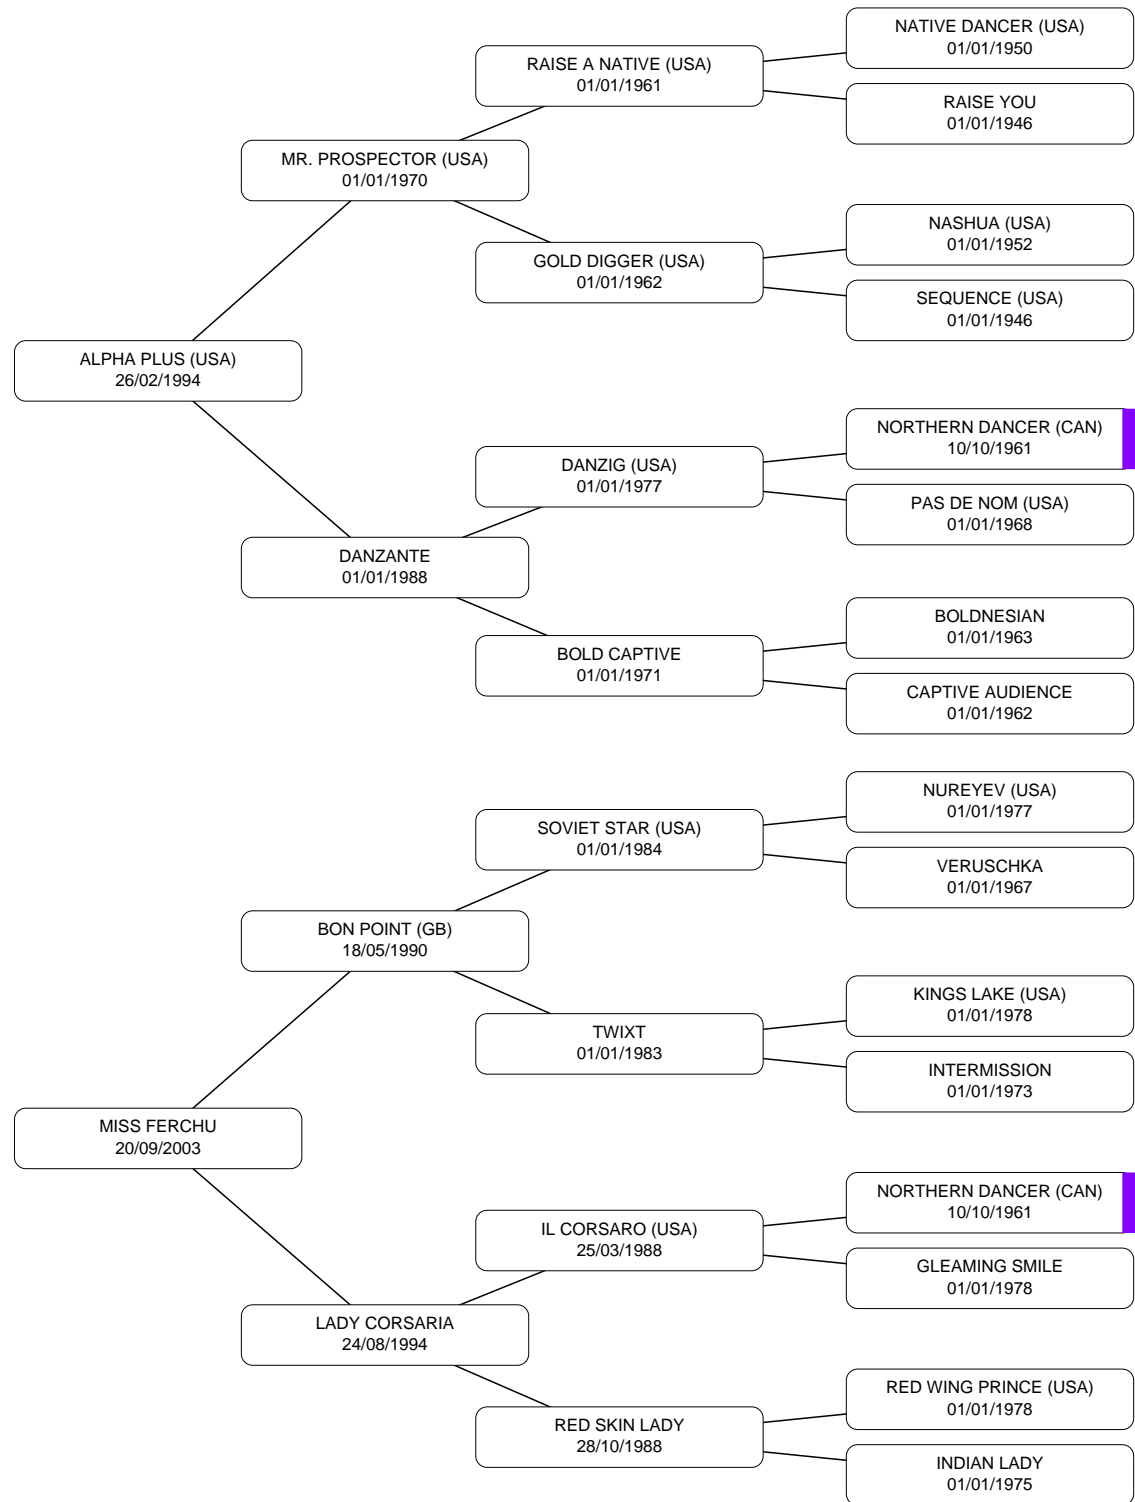 NATIVE DANCER (USA)
01/01/1950
RAISE A NATIVE (USA)
01/01/1961
RAISE YOU
01/01/1946
MR. PROSPECTOR (USA)
01/01/1970
NASHUA (USA)
01/01/1952
GOLD DIGGER (USA)
01/01/1962
SEQUENCE (USA)
01/01/1946
ALPHA PLUS (USA)
26/02/1994
NORTHERN DANCER (CAN)
10/10/1961
DANZIG (USA)
01/01/1977
PAS DE NOM (USA)
01/01/1968
DANZANTE
01/01/1988
BOLDNESIAN
01/01/1963
BOLD CAPTIVE
01/01/1971
CAPTIVE AUDIENCE
01/01/1962
NUREYEV (USA)
01/01/1977
SOVIET STAR (USA)
01/01/1984
VERUSCHKA
01/01/1967
BON POINT (GB)
18/05/1990
KINGS LAKE (USA)
01/01/1978
TWIXT
01/01/1983
INTERMISSION
01/01/1973
MISS FERCHU
20/09/2003
NORTHERN DANCER (CAN)
10/10/1961
IL CORSARO (USA)
25/03/1988
GLEAMING SMILE
01/01/1978
LADY CORSARIA
24/08/1994
RED WING PRINCE (USA)
01/01/1978
RED SKIN LADY
28/10/1988
INDIAN LADY
01/01/1975